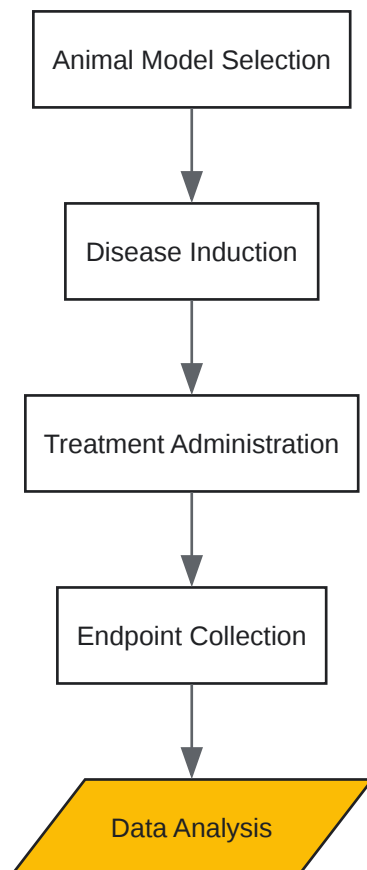 Animal Model Selection
Disease Induction
Treatment Administration
Endpoint Collection
Data Analysis